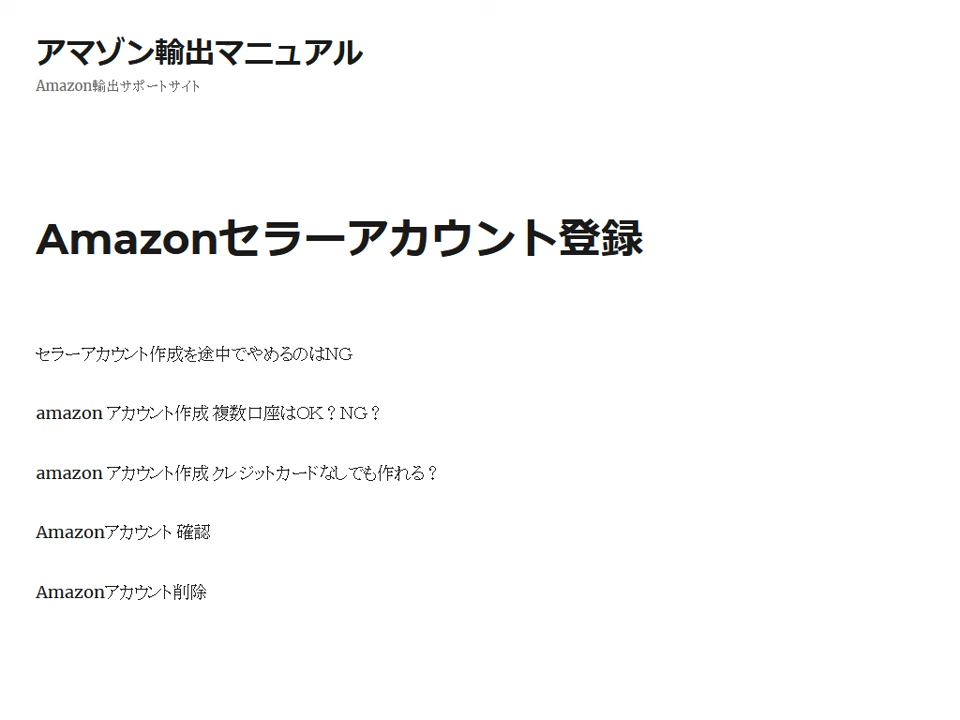 アマゾン輸出マニュアル
Amazon輸出サポートサイト
Amazonセラーアカウント登録
セラーアカウント作成を途中でやめるのはNG
amazon アカウント作成 複数口座はOK？NG？
amazon アカウント作成 クレジットカードなしでも作れる？
Amazonアカウント 確認
Amazonアカウント削除